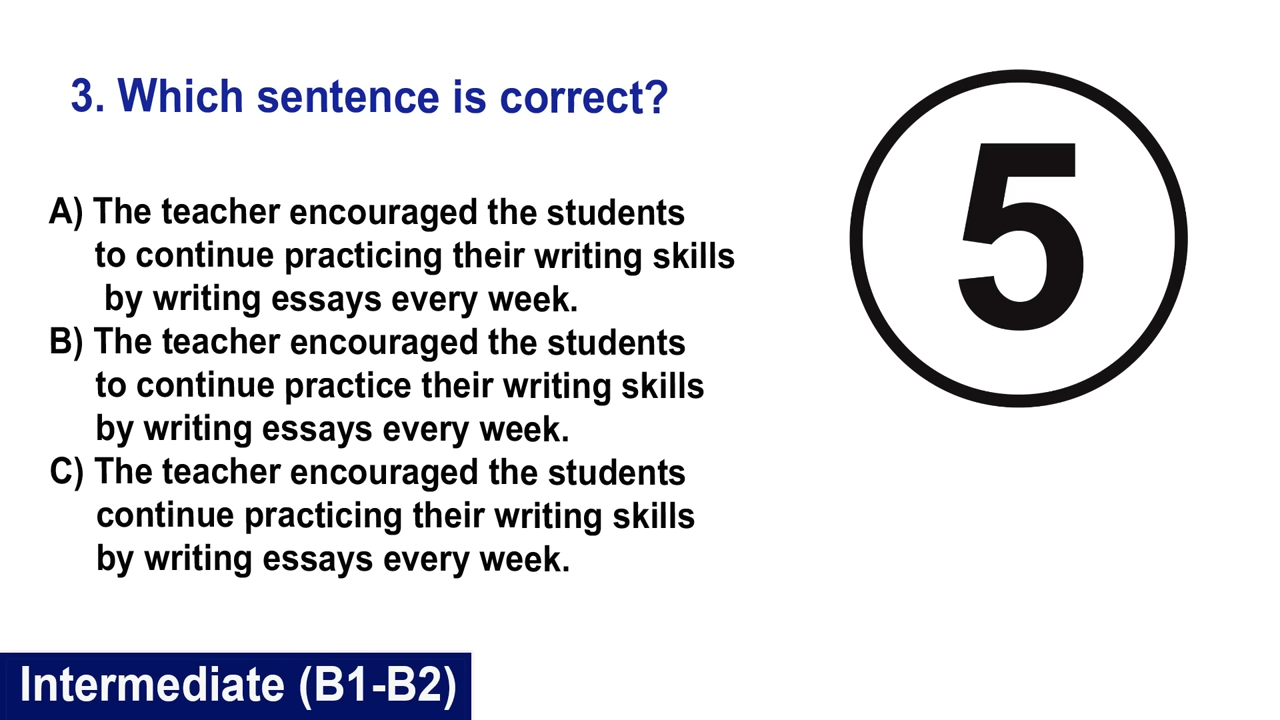 3. Which sentence is correct?
5
A) The teacher encouraged the students
to continue practicing their writing skills
by writing essays every week.
B) The teacher encouraged the students
to continue practice their writing skills
by writing essays every week.
C) The teacher encouraged the students
continue practicing their writing skills
by writing essays every week.
Intermediate (B1-B2)